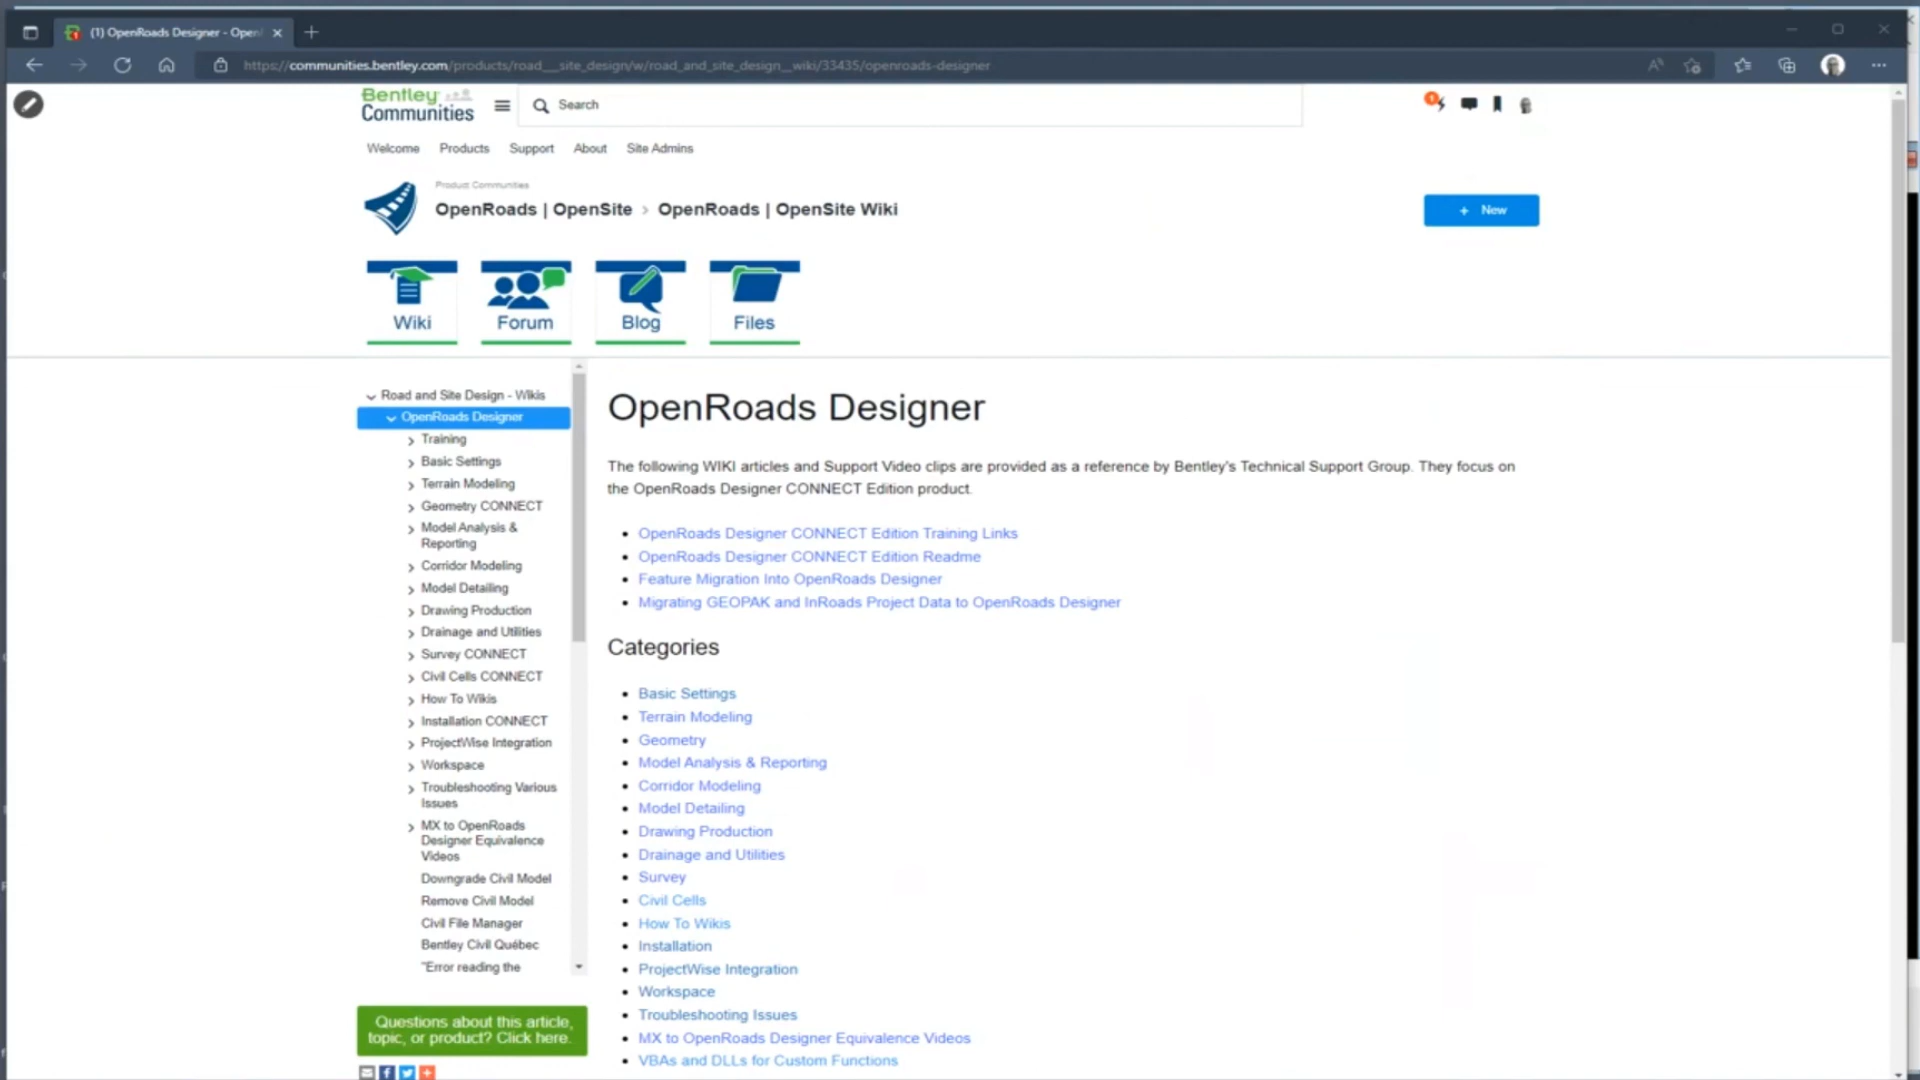 (1) OpenRoads Designer - Open
https://communities.bentley.com/products/road__site_design/w/road_and_site_design__wiki/33435/openroads-designer
Bentley
Communities
Search
1
Welcome Products Support About Site Admins
Product Communities
OpenRoads | OpenSite › OpenRoads | OpenSite Wiki
+ New
Wiki Forum Blog Files
Road and Site Design - Wikis
OpenRoads Designer
Training
Basic Settings
Terrain Modeling
Geometry CONNECT
Model Analysis &
Reporting
Corridor Modeling
Model Detailing
Drawing Production
Drainage and Utilities
Survey CONNECT
Civil Cells CONNECT
How To Wikis
Installation CONNECT
ProjectWise Integration
Workspace
Troubleshooting Various
Issues
MX to OpenRoads
Designer Equivalence
Videos
Downgrade Civil Model
Remove Civil Model
Civil File Manager
Bentley Civil Québec
"Error reading the
Questions about this article,
topic, or product? Click here.
OpenRoads Designer
The following WIKI articles and Support Video clips are provided as a reference by Bentley's Technical Support Group. They focus on
the OpenRoads Designer CONNECT Edition product.
• OpenRoads Designer CONNECT Edition Training Links
• OpenRoads Designer CONNECT Edition Readme
• Feature Migration Into OpenRoads Designer
• Migrating GEOPAK and InRoads Project Data to OpenRoads Designer
Categories
• Basic Settings
• Terrain Modeling
• Geometry
• Model Analysis & Reporting
• Corridor Modeling
• Model Detailing
• Drawing Production
• Drainage and Utilities
• Survey
• Civil Cells
• How To Wikis
• Installation
• ProjectWise Integration
• Workspace
• Troubleshooting Issues
• MX to OpenRoads Designer Equivalence Videos
• VBAs and DLLs for Custom Functions